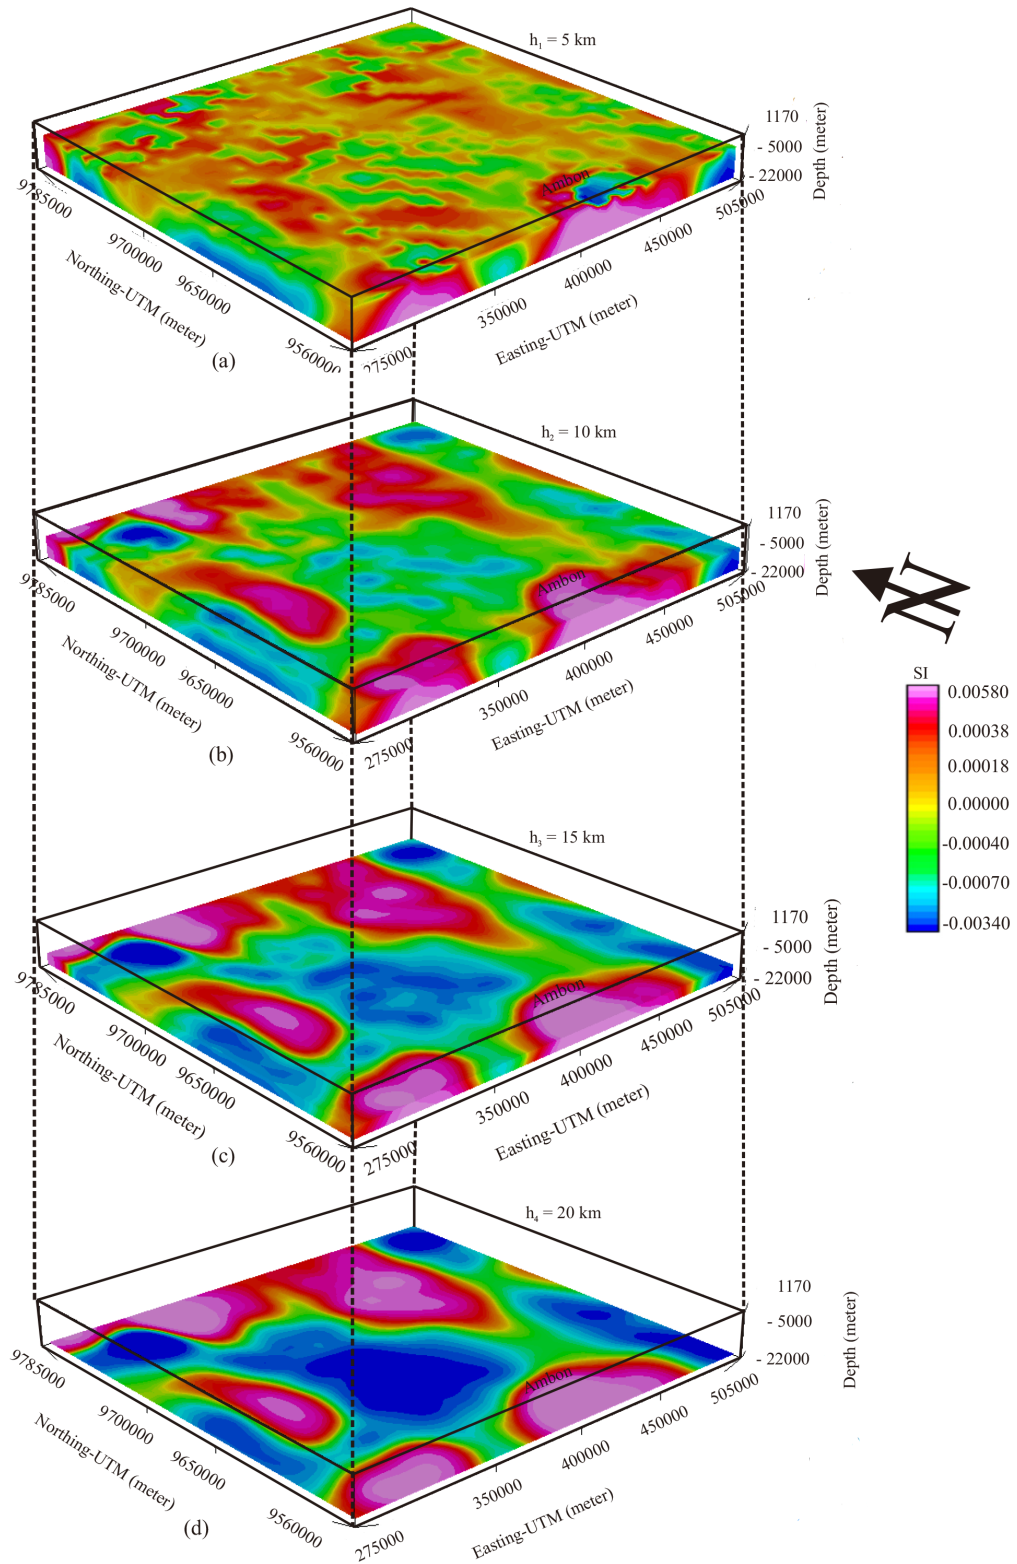 h₁ = 5 km
1170
- 5000
- 22000
Depth (meter)
Ambon
9785000
9700000
9650000
9560000
Northing-UTM (meter)
275000
350000
400000
450000
505000
Easting-UTM (meter)
(a)
h₂ = 10 km
1170
- 5000
- 22000
Depth (meter)
Ambon
9785000
9700000
9650000
9560000
Northing-UTM (meter)
275000
350000
400000
450000
505000
Easting-UTM (meter)
(b)
N
SI
0.00580
0.00038
0.00018
0.00000
-0.00040
-0.00070
-0.00340
h₃ = 15 km
1170
- 5000
- 22000
Depth (meter)
Ambon
9785000
9700000
9650000
9560000
Northing-UTM (meter)
275000
350000
400000
450000
505000
Easting-UTM (meter)
(c)
h₄ = 20 km
1170
- 5000
- 22000
Depth (meter)
Ambon
9785000
9700000
9650000
9560000
Northing-UTM (meter)
275000
350000
400000
450000
505000
Easting-UTM (meter)
(d)